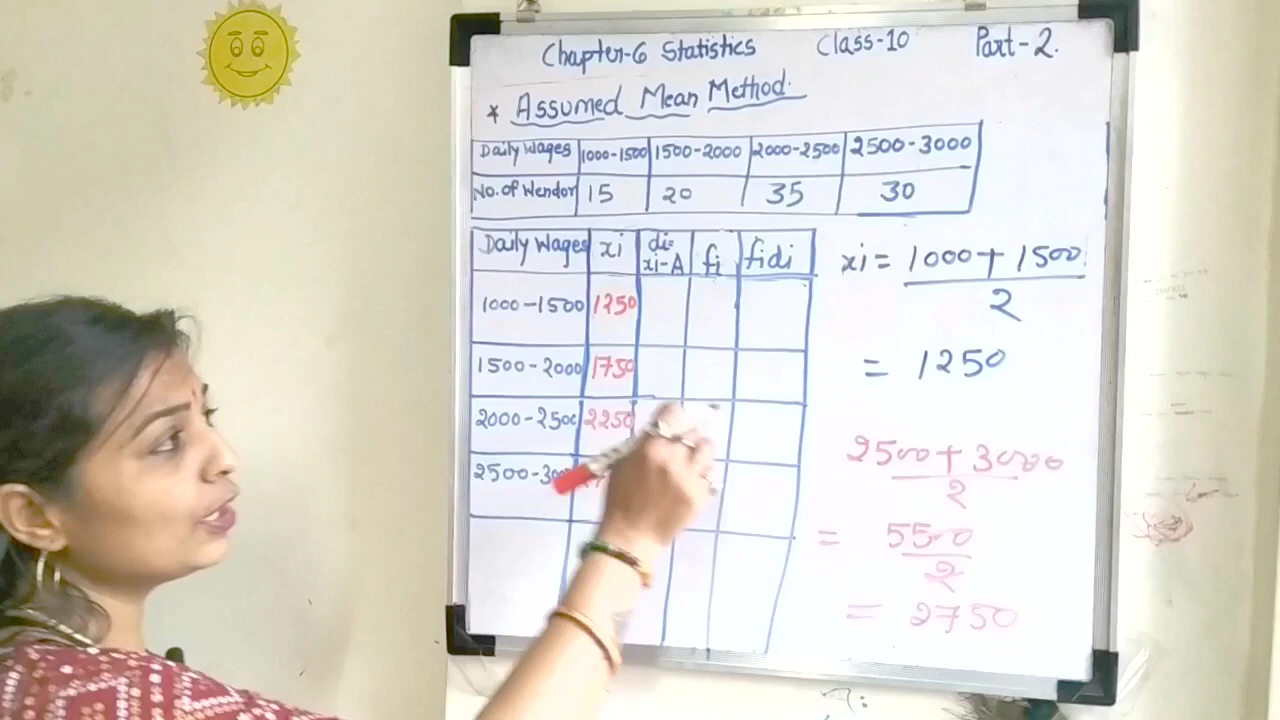 Chapter-6 Statistics Class-10 Part-2.
* Assumed Mean Method.
Daily Wages 1000-1500 1500-2000 2000-2500 2500-3000
No. of Wendor 15 20 35 30
Daily Wages xi di= xi-A fi fidi
1000-1500 1250
1500-2000 1750
2000-2500 2250
2500-
xi = 1000+1500
2
= 1250
2500+3000
2
= 5500
2
= 2750